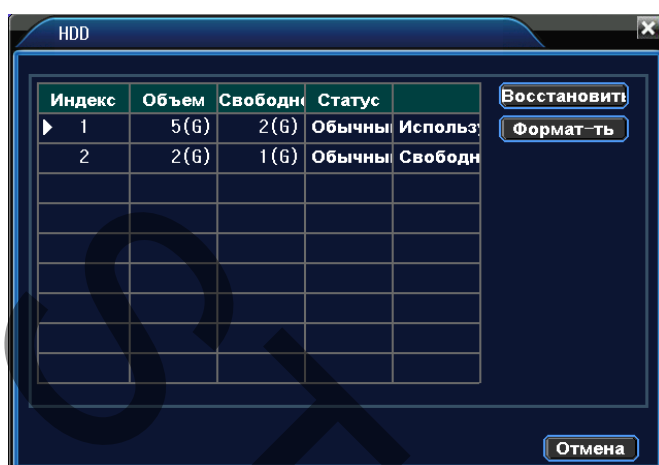 HDD
Индекс Объем Свободн Статус Восстановить
1 5(G) 2(G) Обычны Использ Формат-ть
2 2(G) 1(G) Обычны Свободн
Отмена